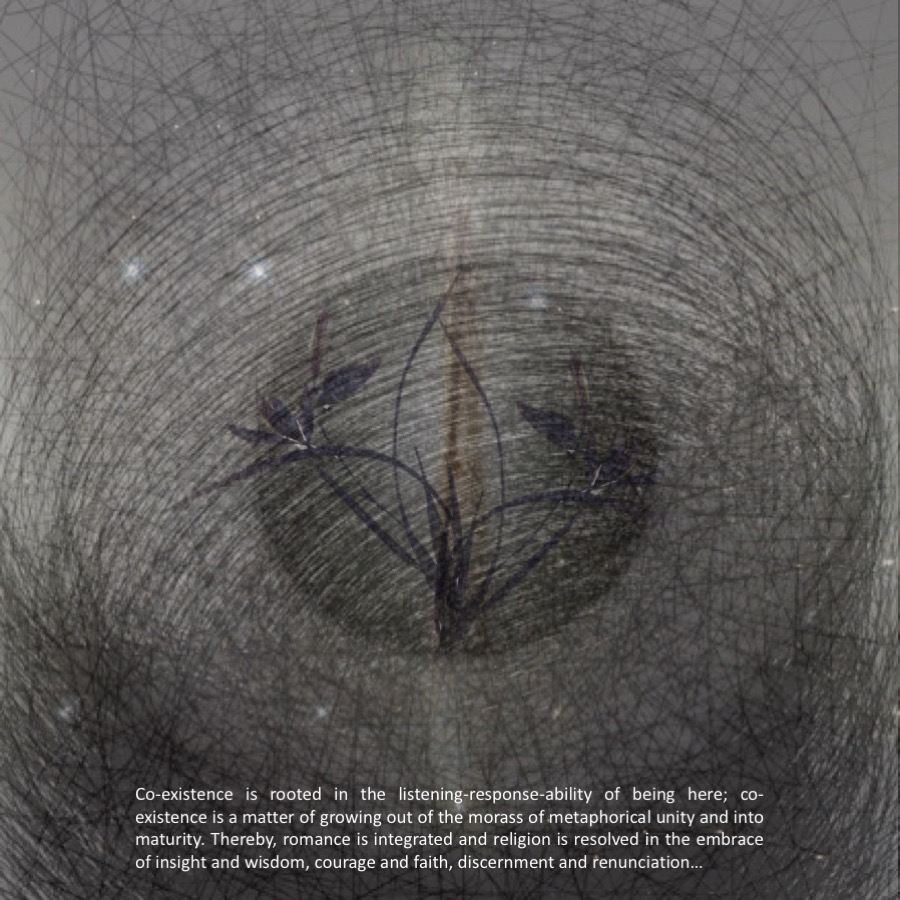 Co-existence is rooted in the listening-response-ability of being here; co-
existence is a matter of growing out of the morass of metaphorical unity and into
maturity. Thereby, romance is integrated and religion is resolved in the embrace
of insight and wisdom, courage and faith, discernment and renunciation...